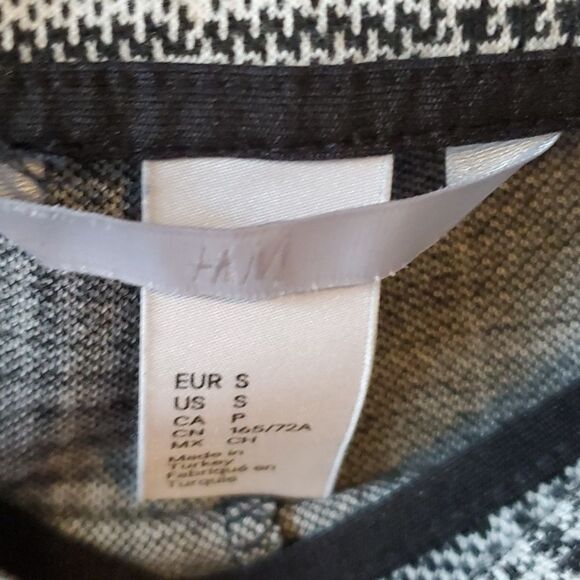 H&M
EUR S
US S
CA P
CN 165/72A
MX CH
Made in
Turkey
Fabriqué en
Turquie